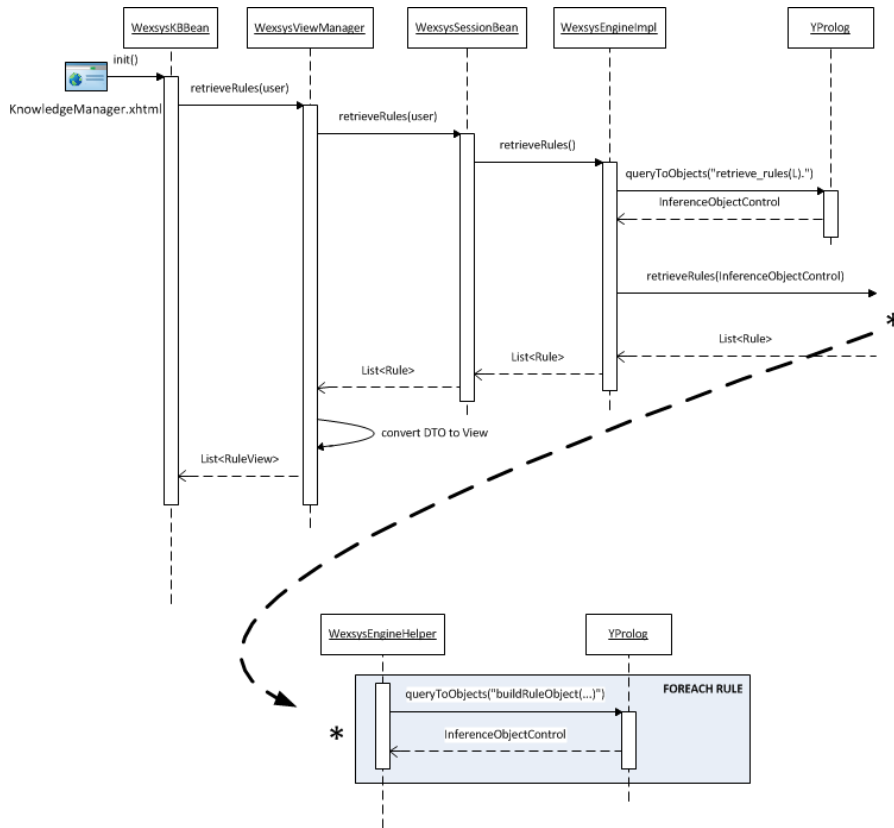 WexsysKBBean
WexsysViewManager
WexsysSessionBean
WexsysEngineImpl
YProlog
init()
KnowledgeManager.xhtml
retrieveRules(user)
retrieveRules(user)
retrieveRules()
queryToObjects("retrieve_rules(L).")
InferenceObjectControl
retrieveRules(InferenceObjectControl)
*
List<Rule>
List<Rule>
List<Rule>
convert DTO to View
List<RuleView>
WexsysEngineHelper
YProlog
FOREACH RULE
queryToObjects("buildRuleObject(...)")
*
InferenceObjectControl